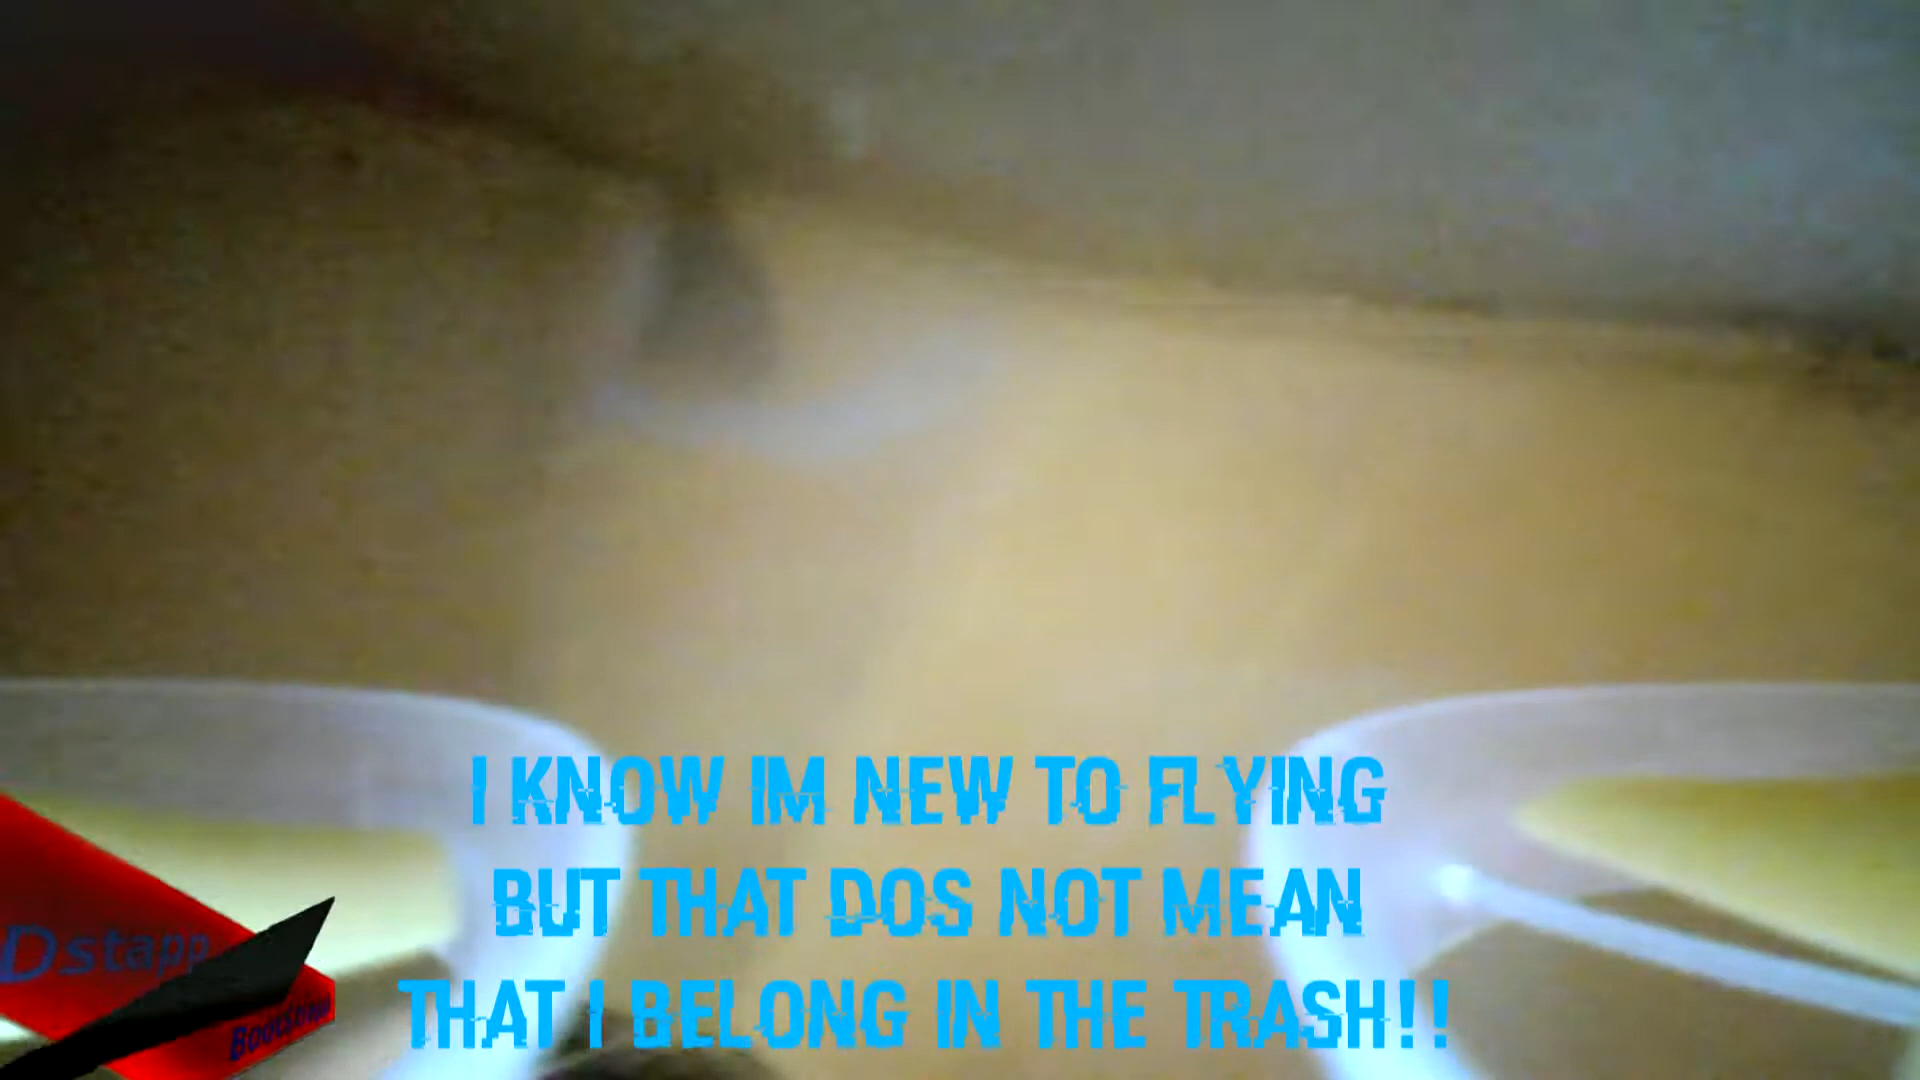 I KNOW IM NEW TO FLYING
BUT THAT DOS NOT MEAN
THAT I BELONG IN THE TRASH!!
Dstapp